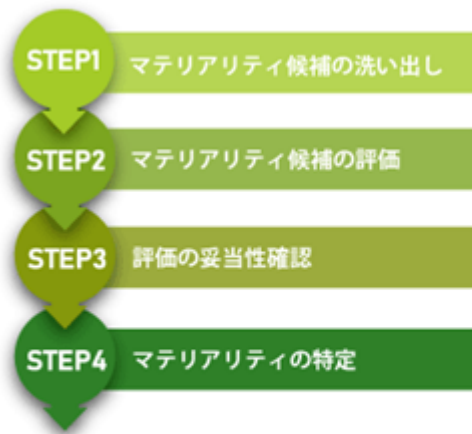 STEP1 マテリアリティ候補の洗い出し
STEP2 マテリアリティ候補の評価
STEP3 評価の妥当性確認
STEP4 マテリアリティの特定